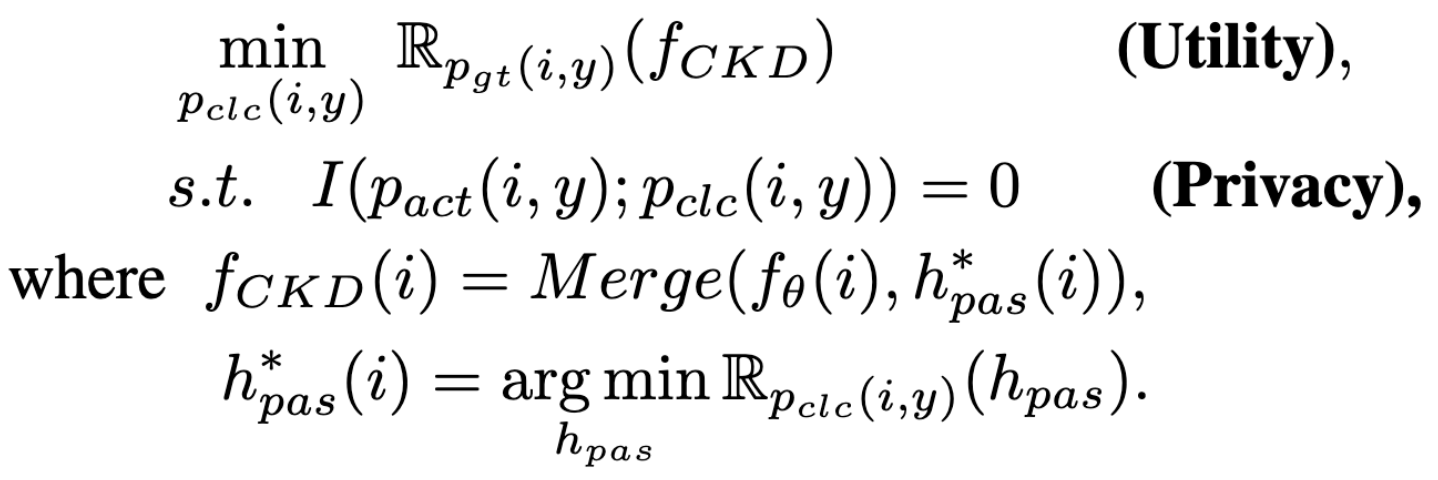 min_{p_{clc}(i,y)} ℝ_{p_{gt}(i,y)}(f_{CKD}) (Utility),
s.t. I(p_{act}(i,y);p_{clc}(i,y)) = 0 (Privacy),
where f_{CKD}(i) = Merge(f_θ(i), h^*_{pas}(i)),
h^*_{pas}(i) = arg min_{h_{pas}} ℝ_{p_{clc}(i,y)}(h_{pas}).